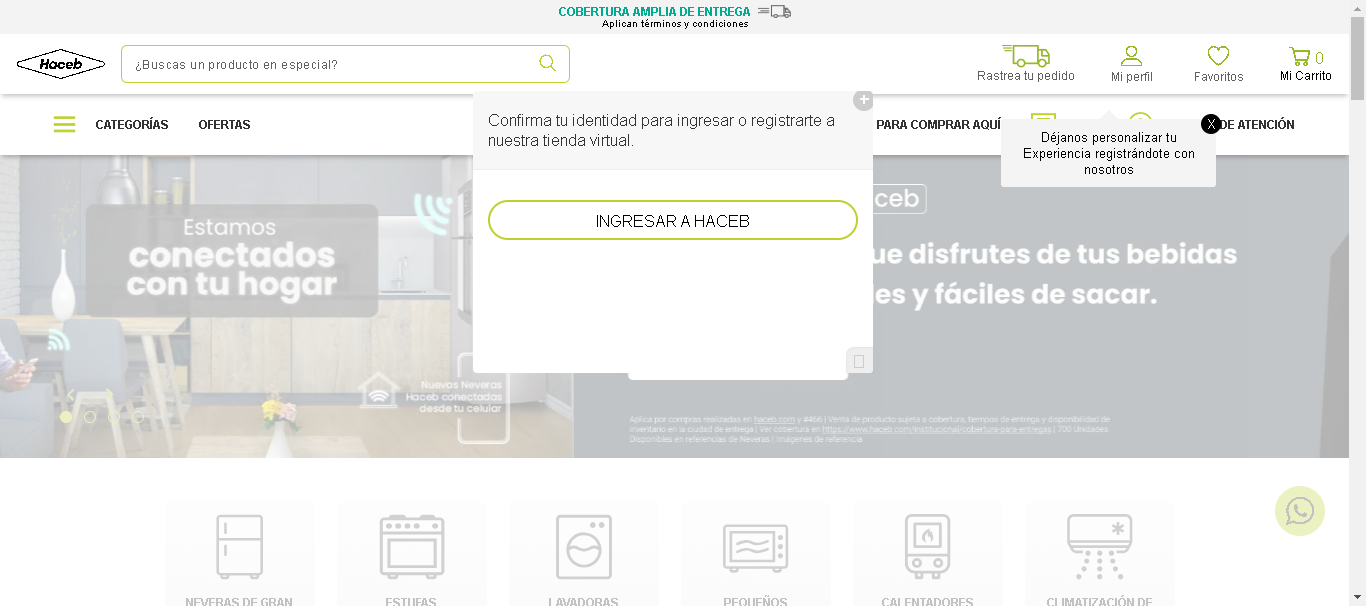 COBERTURA AMPLIA DE ENTREGA
Aplican términos y condiciones
Haceb
¿Buscas un producto en especial?
Rastrea tu pedido
Mi perfil
Favoritos
0
Mi Carrito
CATEGORÍAS
OFERTAS
PARA COMPRAR AQUÍ
DE ATENCIÓN
X
Déjanos personalizar tu
Experiencia registrándote con
nosotros
Confirma tu identidad para ingresar o registrarte a
nuestra tienda virtual.
INGRESAR A HACEB
Estamos
conectados
con tu hogar
Nuevas Neveras
Haceb conectadas
desde tu celular
ceb
ue disfrutes de tus bebidas
es y fáciles de sacar.
Aplica por compras realizadas en haceb.com y #466 | Venta de producto sujeta a cobertura, tiempos de entrega y disponibilidad de
inventario en la ciudad de entrega | Ver cobertura en https://www.haceb.com/institucional/cobertura-para-entregas | 700 Unidades
Disponibles en referencias de Neveras | Imágenes de referencia
NEVERAS DE GRAN
ESTUFAS
LAVADORAS
PEQUEÑOS
CALENTADORES
CLIMATIZACIÓN DE